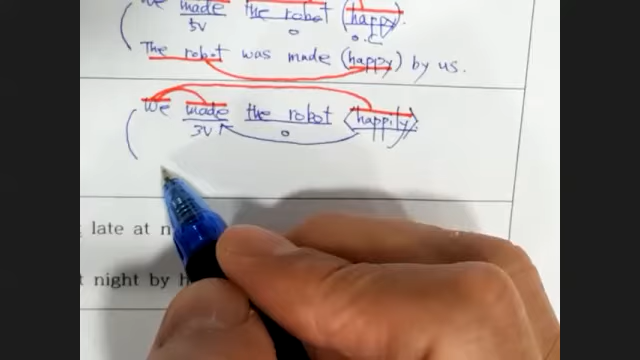 We made the robot (happy).
5V O O.C
The robot was made (happy) by us.
We made the robot <happily>.
3V O
late at n
t night by h